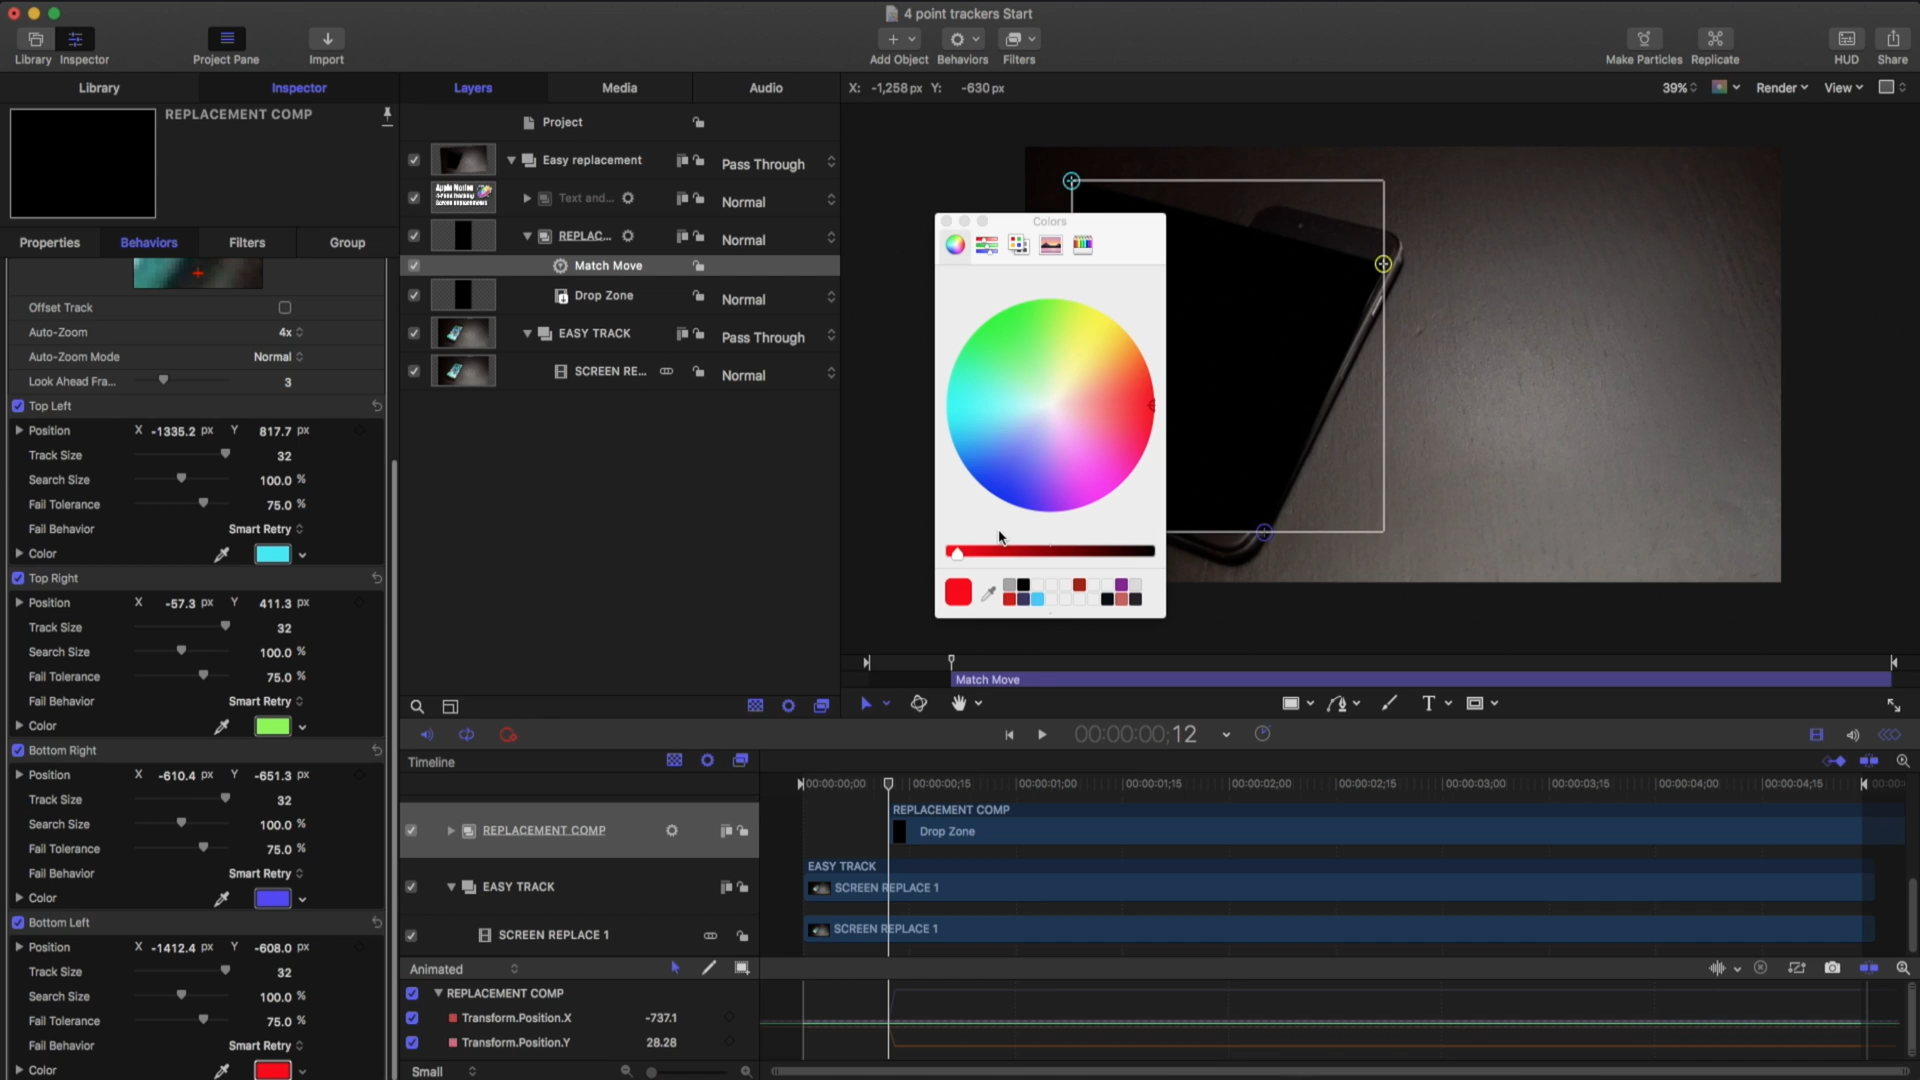 4 point trackers Start
Library
Inspector
Project Pane
Import
Add Object
Behaviors
Filters
Make Particles
Replicate
HUD
Share
Library
Inspector
Layers
Media
Audio
X: -1,258 px Y: -630 px
39%
Render
View
REPLACEMENT COMP
Properties
Behaviors
Filters
Group
Offset Track
Auto-Zoom 4x
Auto-Zoom Mode Normal
Look Ahead Fra... 3
Top Left
Position X -1335.2 px Y 817.7 px
Track Size 32
Search Size 100.0 %
Fail Tolerance 75.0 %
Fail Behavior Smart Retry
Color
Top Right
Position X -57.3 px Y 411.3 px
Track Size 32
Search Size 100.0 %
Fail Tolerance 75.0 %
Fail Behavior Smart Retry
Color
Bottom Right
Position X -610.4 px Y -651.3 px
Track Size 32
Search Size 100.0 %
Fail Tolerance 75.0 %
Fail Behavior Smart Retry
Color
Bottom Left
Position X -1412.4 px Y -608.0 px
Track Size 32
Search Size 100.0 %
Fail Tolerance 75.0 %
Fail Behavior Smart Retry
Color
Project
Easy replacement Pass Through
Text and... Normal
REPLAC... Normal
Match Move
Drop Zone Normal
EASY TRACK Pass Through
SCREEN RE... Normal
Colors
Match Move
00:00:00;12
Timeline
00:00:00;00 00:00:00;15 00:00:01;00 00:00:01;15 00:00:02;00 00:00:02;15 00:00:03;00 00:00:03;15 00:00:04;00 00:00:04;15
REPLACEMENT COMP
REPLACEMENT COMP
Drop Zone
EASY TRACK
EASY TRACK
SCREEN REPLACE 1
SCREEN REPLACE 1
SCREEN REPLACE 1
Animated
REPLACEMENT COMP
Transform.Position.X -737.1
Transform.Position.Y 28.28
Small